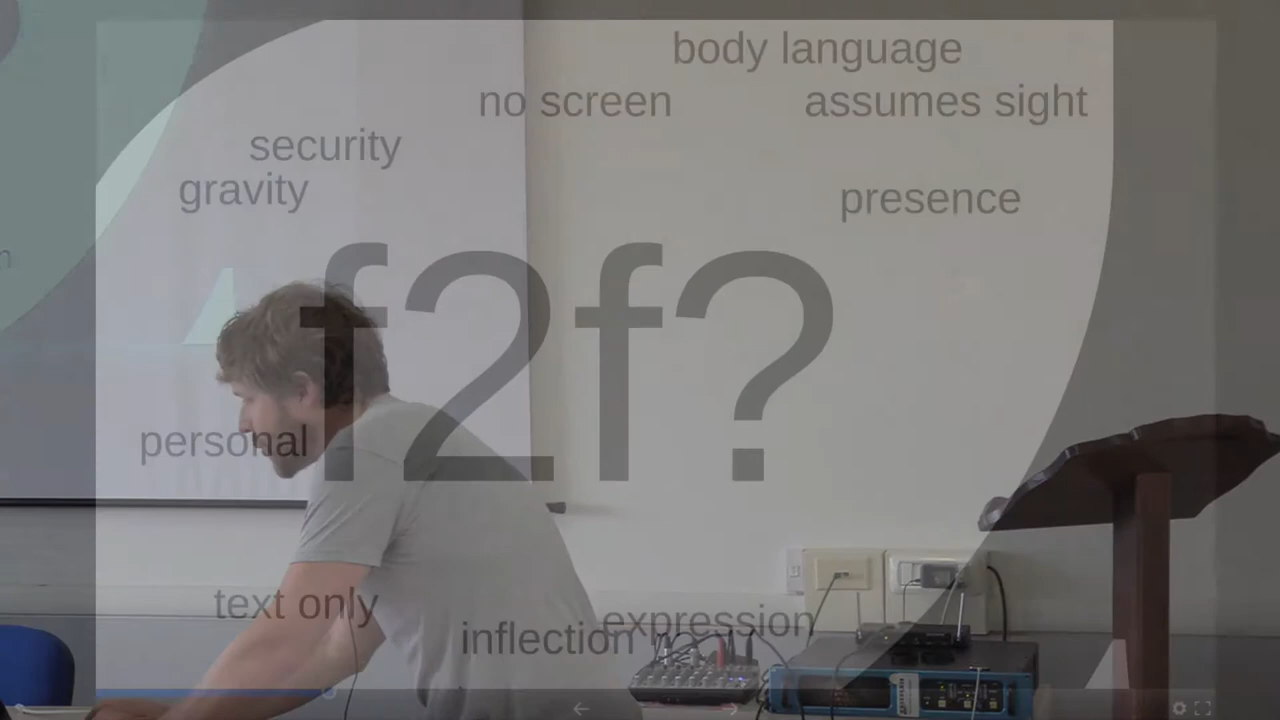 body language
no screen
assumes sight
security
gravity
presence
f2f?
personal
text only
expression
inflection